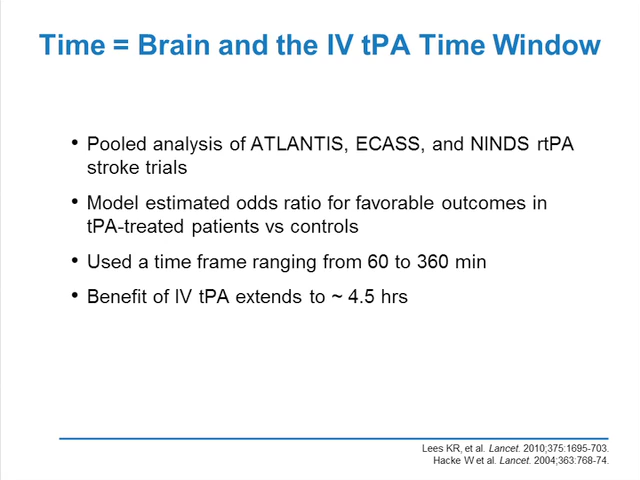 Time = Brain and the IV tPA Time Window
• Pooled analysis of ATLANTIS, ECASS, and NINDS rtPA
stroke trials
• Model estimated odds ratio for favorable outcomes in
tPA-treated patients vs controls
• Used a time frame ranging from 60 to 360 min
• Benefit of IV tPA extends to ~ 4.5 hrs
Lees KR, et al. Lancet. 2010;375:1695-703.
Hacke W et al. Lancet. 2004;363:768-74.